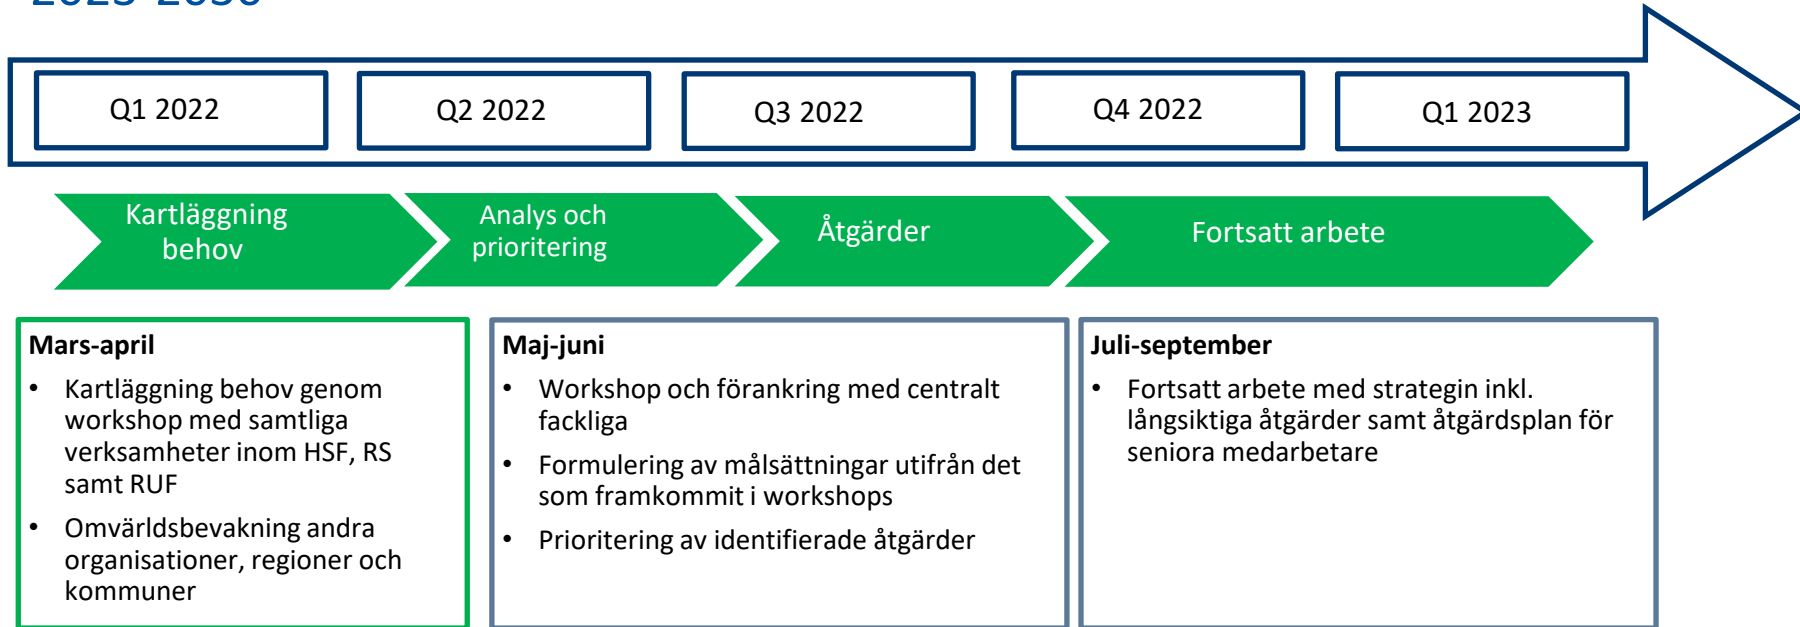 2023-2030
Q1 2022
Q2 2022
Q3 2022
Q4 2022
Q1 2023
Kartläggning
behov
Analys och
prioritering
Åtgärder
Fortsatt arbete
Mars-april
• Kartläggning behov genom
workshop med samtliga
verksamheter inom HSF, RS
samt RUF
• Omvärldsbevakning andra
organisationer, regioner och
kommuner
Maj-juni
• Workshop och förankring med centralt
fackliga
• Formulering av målsättningar utifrån det
som framkommit i workshops
• Prioritering av identifierade åtgärder
Juli-september
• Fortsatt arbete med strategin inkl.
långsiktiga åtgärder samt åtgärdsplan för
seniora medarbetare